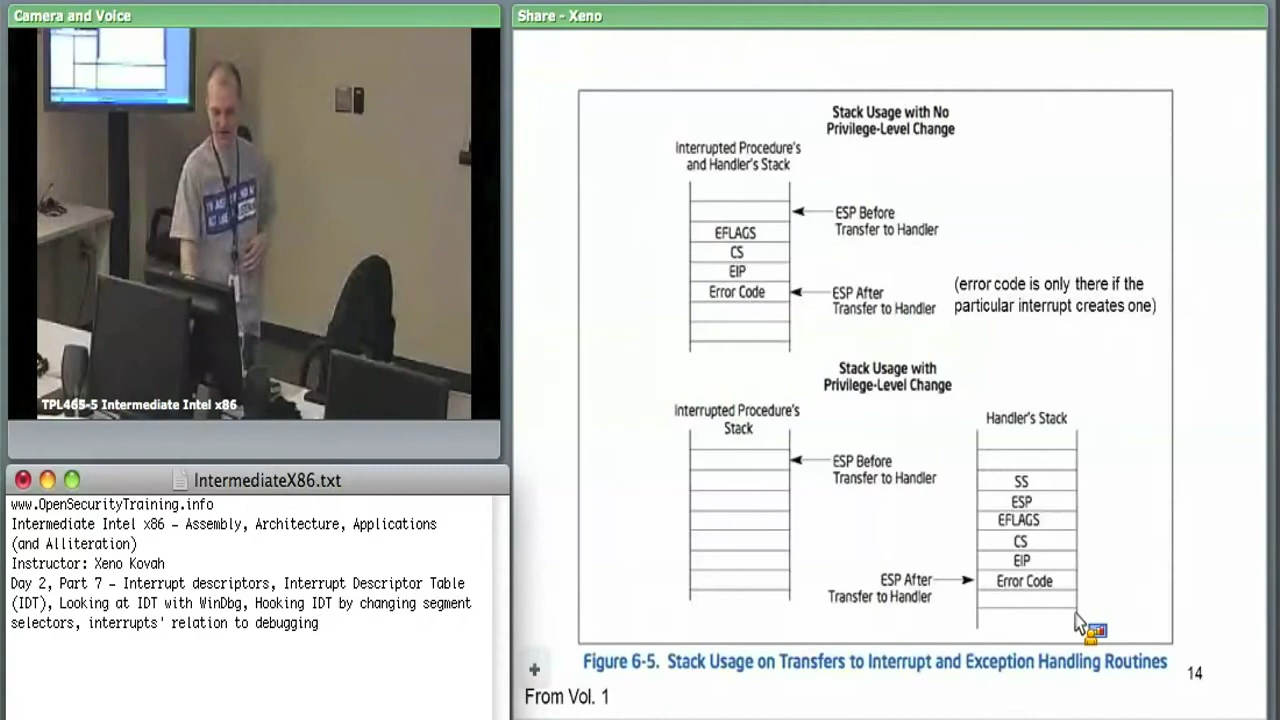 Camera and Voice
TPL465-5 Intermediate Intel x86
IntermediateX86.txt
www.OpenSecurityTraining.info
Intermediate Intel x86 – Assembly, Architecture, Applications
(and Alliteration)
Instructor: Xeno Kovah
Day 2, Part 7 – Interrupt descriptors, Interrupt Descriptor Table
(IDT), Looking at IDT with WinDbg, Hooking IDT by changing segment
selectors, interrupts' relation to debugging
Share - Xeno
Stack Usage with No
Privilege-Level Change
Interrupted Procedure's
and Handler's Stack
ESP Before
Transfer to Handler
EFLAGS
CS
EIP
Error Code
ESP After
Transfer to Handler
(error code is only there if the
particular interrupt creates one)
Stack Usage with
Privilege-Level Change
Interrupted Procedure's
Stack
Handler's Stack
ESP Before
Transfer to Handler
SS
ESP
EFLAGS
CS
EIP
Error Code
ESP After
Transfer to Handler
Figure 6-5. Stack Usage on Transfers to Interrupt and Exception Handling Routines
14
From Vol. 1